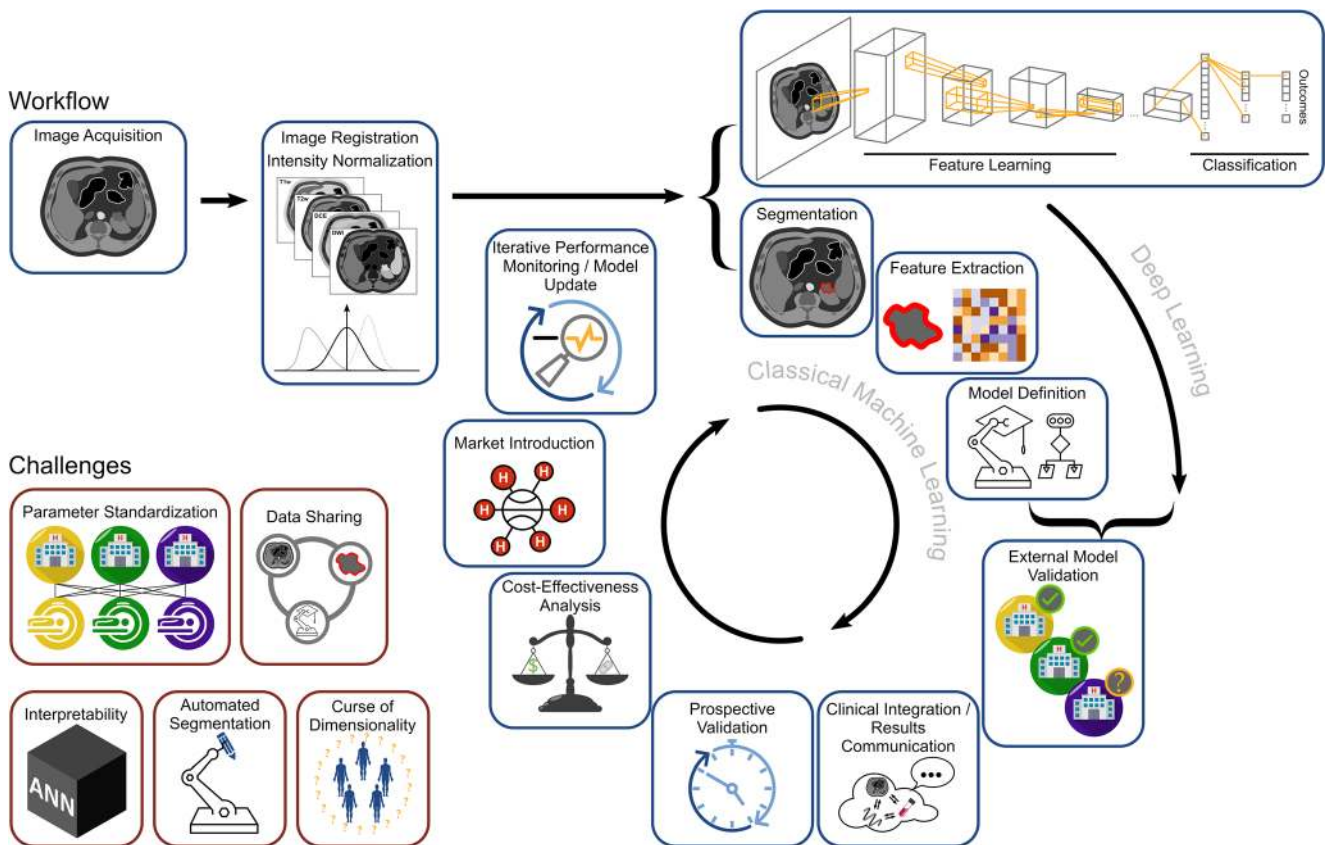 Workflow
Image Acquisition
Image Registration
Intensity Normalization
T1w
T2w
DCE
DWI
Feature Learning
Classification
Outcomes
Segmentation
Feature Extraction
Deep Learning
Classical Machine Learning
Model Definition
External Model
Validation
H
H
H
?
Clinical Integration /
Results
Communication
Prospective
Validation
Cost-Effectiveness
Analysis
$
Market Introduction
H
H
H
H
H
H
Iterative Performance
Monitoring / Model
Update
Challenges
Parameter Standardization
H
H
H
Data Sharing
Interpretability
ANN
Automated
Segmentation
Curse of
Dimensionality